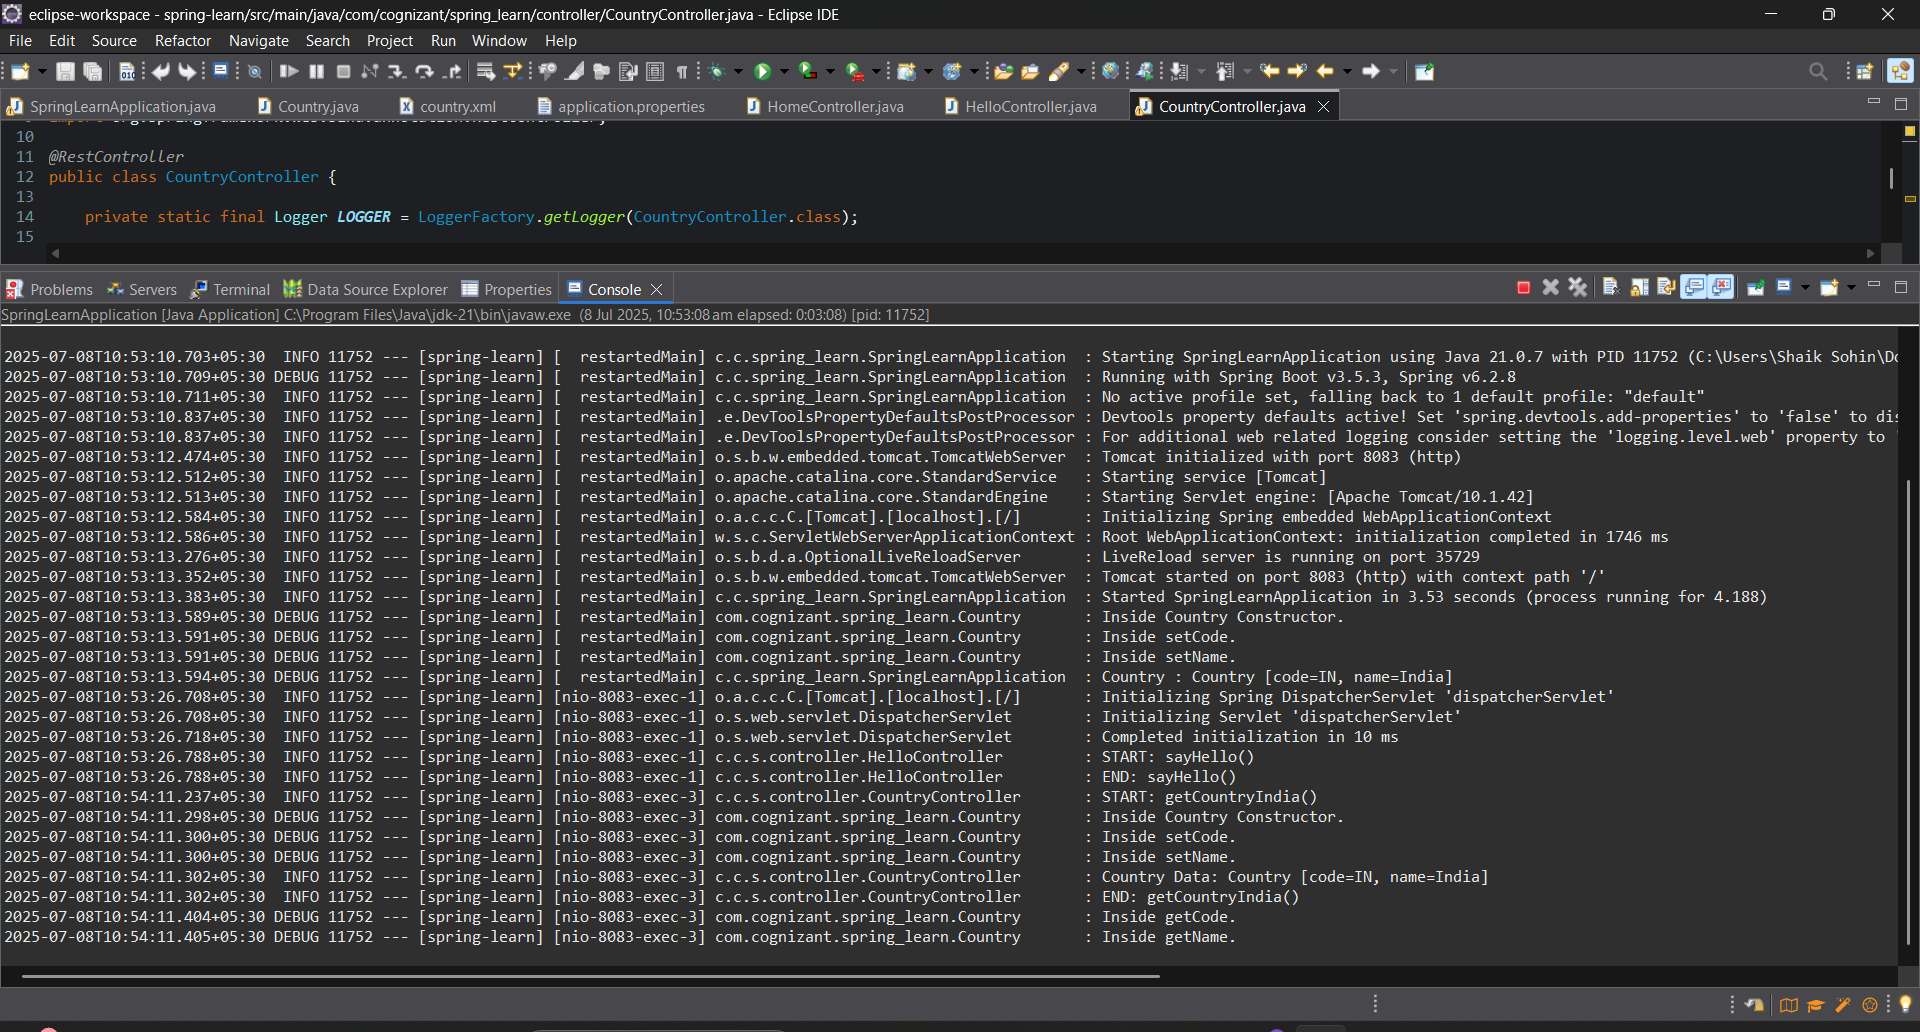 eclipse-workspace - spring-learn/src/main/java/com/cognizant/spring_learn/controller/CountryController.java - Eclipse IDE
File Edit Source Refactor Navigate Search Project Run Window Help
SpringLearnApplication.java Country.java country.xml application.properties HomeController.java HelloController.java CountryController.java
10
11 @RestController
12 public class CountryController {
13
14 private static final Logger LOGGER = LoggerFactory.getLogger(CountryController.class);
15
Problems Servers Terminal Data Source Explorer Properties Console
SpringLearnApplication [Java Application] C:\Program Files\Java\jdk-21\bin\javaw.exe (8 Jul 2025, 10:53:08 am elapsed: 0:03:08) [pid: 11752]
2025-07-08T10:53:10.703+05:30  INFO 11752 --- [spring-learn] [  restartedMain] c.c.spring_learn.SpringLearnApplication  : Starting SpringLearnApplication using Java 21.0.7 with PID 11752 (C:\Users\Shaik Sohin\Do
2025-07-08T10:53:10.709+05:30 DEBUG 11752 --- [spring-learn] [  restartedMain] c.c.spring_learn.SpringLearnApplication  : Running with Spring Boot v3.5.3, Spring v6.2.8
2025-07-08T10:53:10.711+05:30  INFO 11752 --- [spring-learn] [  restartedMain] c.c.spring_learn.SpringLearnApplication  : No active profile set, falling back to 1 default profile: "default"
2025-07-08T10:53:10.837+05:30  INFO 11752 --- [spring-learn] [  restartedMain] .e.DevToolsPropertyDefaultsPostProcessor : Devtools property defaults active! Set 'spring.devtools.add-properties' to 'false' to dis
2025-07-08T10:53:10.837+05:30  INFO 11752 --- [spring-learn] [  restartedMain] .e.DevToolsPropertyDefaultsPostProcessor : For additional web related logging consider setting the 'logging.level.web' property to '
2025-07-08T10:53:12.474+05:30  INFO 11752 --- [spring-learn] [  restartedMain] o.s.b.w.embedded.tomcat.TomcatWebServer  : Tomcat initialized with port 8083 (http)
2025-07-08T10:53:12.512+05:30  INFO 11752 --- [spring-learn] [  restartedMain] o.apache.catalina.core.StandardService   : Starting service [Tomcat]
2025-07-08T10:53:12.513+05:30  INFO 11752 --- [spring-learn] [  restartedMain] o.apache.catalina.core.StandardEngine    : Starting Servlet engine: [Apache Tomcat/10.1.42]
2025-07-08T10:53:12.584+05:30  INFO 11752 --- [spring-learn] [  restartedMain] o.a.c.c.C.[Tomcat].[localhost].[/]       : Initializing Spring embedded WebApplicationContext
2025-07-08T10:53:12.586+05:30  INFO 11752 --- [spring-learn] [  restartedMain] w.s.c.ServletWebServerApplicationContext : Root WebApplicationContext: initialization completed in 1746 ms
2025-07-08T10:53:13.276+05:30  INFO 11752 --- [spring-learn] [  restartedMain] o.s.b.d.a.OptionalLiveReloadServer       : LiveReload server is running on port 35729
2025-07-08T10:53:13.352+05:30  INFO 11752 --- [spring-learn] [  restartedMain] o.s.b.w.embedded.tomcat.TomcatWebServer  : Tomcat started on port 8083 (http) with context path '/'
2025-07-08T10:53:13.383+05:30  INFO 11752 --- [spring-learn] [  restartedMain] c.c.spring_learn.SpringLearnApplication  : Started SpringLearnApplication in 3.53 seconds (process running for 4.188)
2025-07-08T10:53:13.589+05:30 DEBUG 11752 --- [spring-learn] [  restartedMain] com.cognizant.spring_learn.Country       : Inside Country Constructor.
2025-07-08T10:53:13.591+05:30 DEBUG 11752 --- [spring-learn] [  restartedMain] com.cognizant.spring_learn.Country       : Inside setCode.
2025-07-08T10:53:13.591+05:30 DEBUG 11752 --- [spring-learn] [  restartedMain] com.cognizant.spring_learn.Country       : Inside setName.
2025-07-08T10:53:13.594+05:30 DEBUG 11752 --- [spring-learn] [  restartedMain] c.c.spring_learn.SpringLearnApplication  : Country : Country [code=IN, name=India]
2025-07-08T10:53:26.708+05:30  INFO 11752 --- [spring-learn] [nio-8083-exec-1] o.a.c.c.C.[Tomcat].[localhost].[/]       : Initializing Spring DispatcherServlet 'dispatcherServlet'
2025-07-08T10:53:26.708+05:30  INFO 11752 --- [spring-learn] [nio-8083-exec-1] o.s.web.servlet.DispatcherServlet        : Initializing Servlet 'dispatcherServlet'
2025-07-08T10:53:26.718+05:30  INFO 11752 --- [spring-learn] [nio-8083-exec-1] o.s.web.servlet.DispatcherServlet        : Completed initialization in 10 ms
2025-07-08T10:53:26.788+05:30  INFO 11752 --- [spring-learn] [nio-8083-exec-1] c.c.s.controller.HelloController         : START: sayHello()
2025-07-08T10:53:26.788+05:30  INFO 11752 --- [spring-learn] [nio-8083-exec-1] c.c.s.controller.HelloController         : END: sayHello()
2025-07-08T10:54:11.237+05:30  INFO 11752 --- [spring-learn] [nio-8083-exec-3] c.c.s.controller.CountryController       : START: getCountryIndia()
2025-07-08T10:54:11.298+05:30 DEBUG 11752 --- [spring-learn] [nio-8083-exec-3] com.cognizant.spring_learn.Country       : Inside Country Constructor.
2025-07-08T10:54:11.300+05:30 DEBUG 11752 --- [spring-learn] [nio-8083-exec-3] com.cognizant.spring_learn.Country       : Inside setCode.
2025-07-08T10:54:11.300+05:30 DEBUG 11752 --- [spring-learn] [nio-8083-exec-3] com.cognizant.spring_learn.Country       : Inside setName.
2025-07-08T10:54:11.302+05:30  INFO 11752 --- [spring-learn] [nio-8083-exec-3] c.c.s.controller.CountryController       : Country Data: Country [code=IN, name=India]
2025-07-08T10:54:11.302+05:30  INFO 11752 --- [spring-learn] [nio-8083-exec-3] c.c.s.controller.CountryController       : END: getCountryIndia()
2025-07-08T10:54:11.404+05:30 DEBUG 11752 --- [spring-learn] [nio-8083-exec-3] com.cognizant.spring_learn.Country       : Inside getCode.
2025-07-08T10:54:11.405+05:30 DEBUG 11752 --- [spring-learn] [nio-8083-exec-3] com.cognizant.spring_learn.Country       : Inside getName.